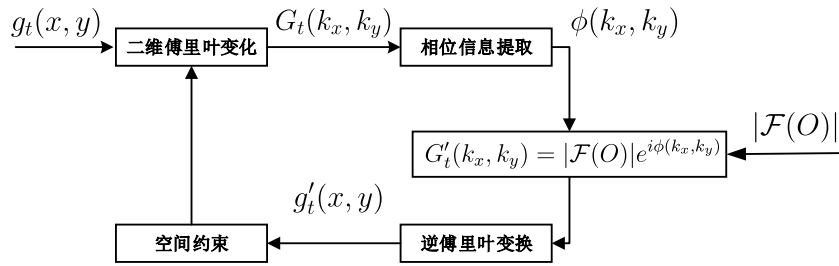 g_t(x, y)
二维傅里叶变化
G_t(k_x, k_y)
相位信息提取
ϕ(k_x, k_y)
|ℱ(O)|
G'_t(k_x, k_y) = |ℱ(O)|e^{iϕ(k_x,k_y)}
g'_t(x, y)
空间约束
逆傅里叶变换